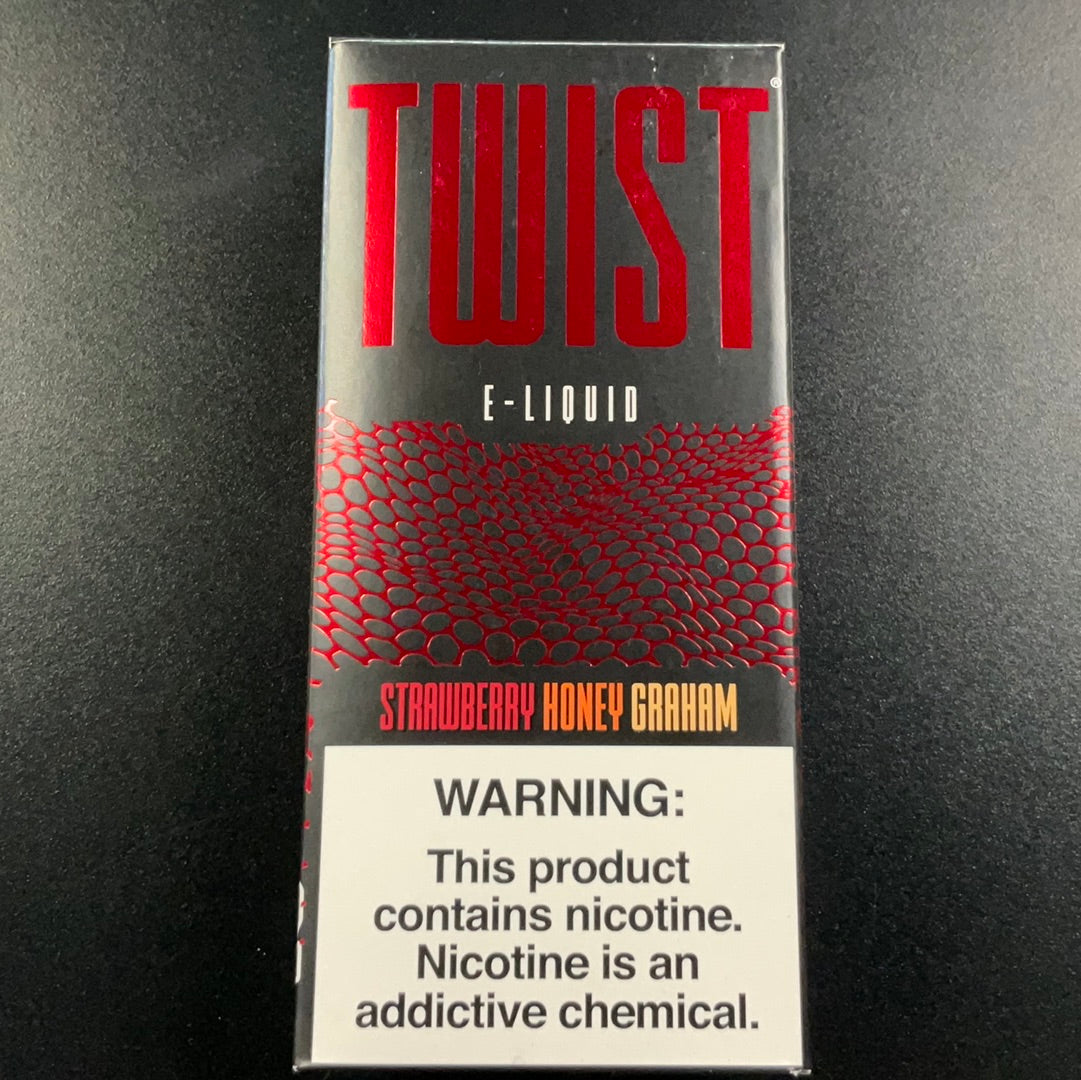 TWIST®
E-LIQUID
STRAWBERRY HONEY GRAHAM
WARNING:
This product
contains nicotine.
Nicotine is an
addictive chemical.